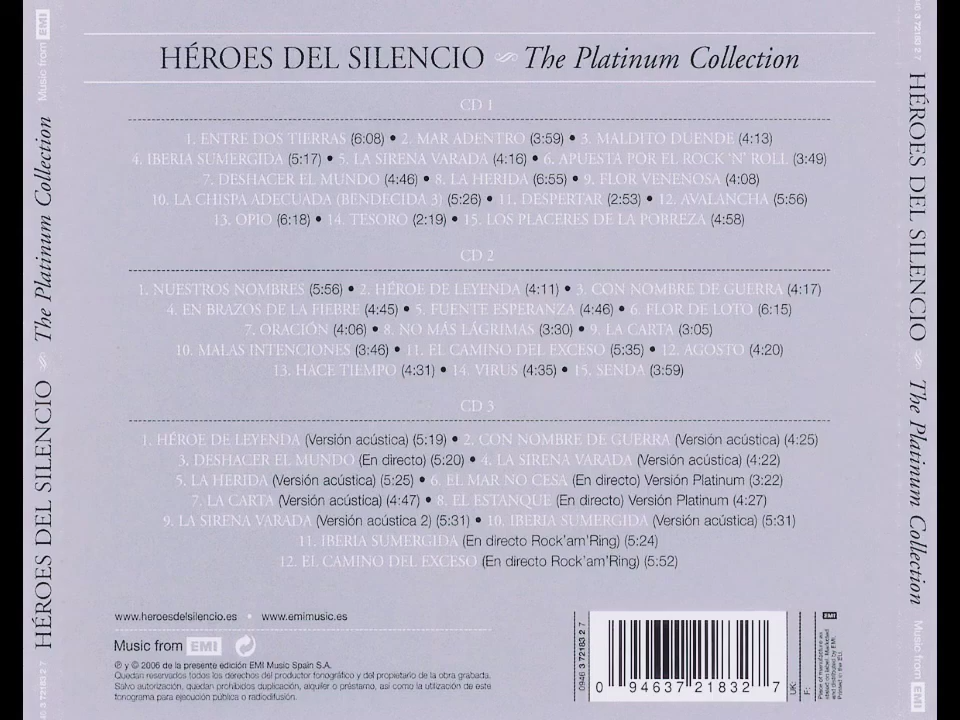 HÉROES DEL SILENCIO The Platinum Collection
CD 1
1. ENTRE DOS TIERRAS (6:08) • 2. MAR ADENTRO (3:59) • 3. MALDITO DUENDE (4:13)
4. IBERIA SUMERGIDA (5:17) • 5. LA SIRENA VARADA (4:16) • 6. APUESTA POR EL ROCK 'N' ROLL (3:49)
7. DESHACER EL MUNDO (4:46) • 8. LA HERIDA (6:55) • 9. FLOR VENENOSA (4:08)
10. LA CHISPA ADECUADA (BENDECIDA 3) (5:26) • 11. DESPERTAR (2:53) • 12. AVALANCHA (5:56)
13. OPIO (6:18) • 14. TESORO (2:19) • 15. LOS PLACERES DE LA POBREZA (4:58)
CD 2
1. NUESTROS NOMBRES (5:56) • 2. HÉROE DE LEYENDA (4:11) • 3. CON NOMBRE DE GUERRA (4:17)
4. EN BRAZOS DE LA FIEBRE (4:45) • 5. FUENTE ESPERANZA (4:46) • 6. FLOR DE LOTO (6:15)
7. ORACIÓN (4:06) • 8. NO MÁS LÁGRIMAS (3:30) • 9. LA CARTA (3:05)
10. MALAS INTENCIONES (3:46) • 11. EL CAMINO DEL EXCESO (5:35) • 12. AGOSTO (4:20)
13. HACE TIEMPO (4:31) • 14. VIRUS (4:35) • 15. SENDA (3:59)
CD 3
1. HÉROE DE LEYENDA (Versión acústica) (5:19) • 2. CON NOMBRE DE GUERRA (Versión acústica) (4:25)
3. DESHACER EL MUNDO (En directo) (5:20) • 4. LA SIRENA VARADA (Versión acústica) (4:22)
5. LA HERIDA (Versión acústica) (5:25) • 6. EL MAR NO CESA (En directo) Versión Platinum (3:22)
7. LA CARTA (Versión acústica) (4:47) • 8. EL ESTANQUE (En directo) Versión Platinum (4:27)
9. LA SIRENA VARADA (Versión acústica 2) (5:31) • 10. IBERIA SUMERGIDA (Versión acústica) (5:31)
11. IBERIA SUMERGIDA (En directo Rock'am'Ring) (5:24)
12. EL CAMINO DEL EXCESO (En directo Rock'am'Ring) (5:52)
www.heroesdelsilencio.es • www.emimusic.es
Music from EMI
℗ y © 2006 de la presente edición EMI Music Spain S.A.
Quedan reservados todos los derechos del productor fonográfico y del propietario de la obra grabada.
Salvo autorización, quedan prohibidos duplicación, alquiler o préstamo, así como la utilización de este
fonograma para ejecución pública o radiodifusión.
0946 3 72183 2 7
0 94637 21832 7
UK:
F:
EMI
HÉROES DEL SILENCIO The Platinum Collection Music from EMI
HÉROES DEL SILENCIO The Platinum Collection Music from EMI